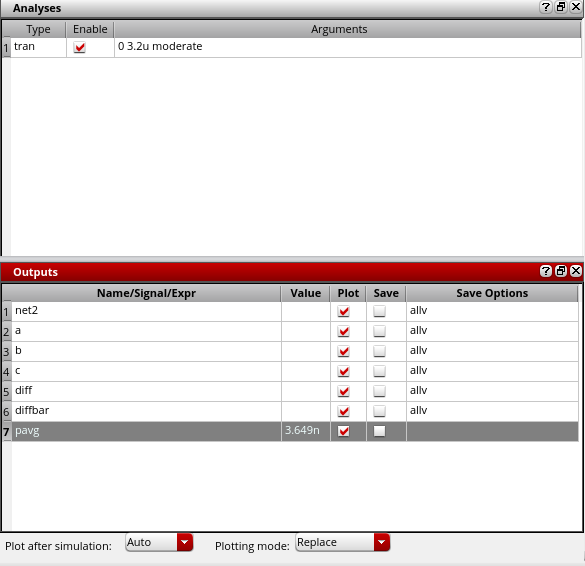 Analyses
Type Enable Arguments
1 tran 0 3.2u moderate
Outputs
Name/Signal/Expr Value Plot Save Save Options
1 net2 allv
2 a allv
3 b allv
4 c allv
5 diff allv
6 diffbar allv
7 pavg 3.649n
Plot after simulation: Auto Plotting mode: Replace